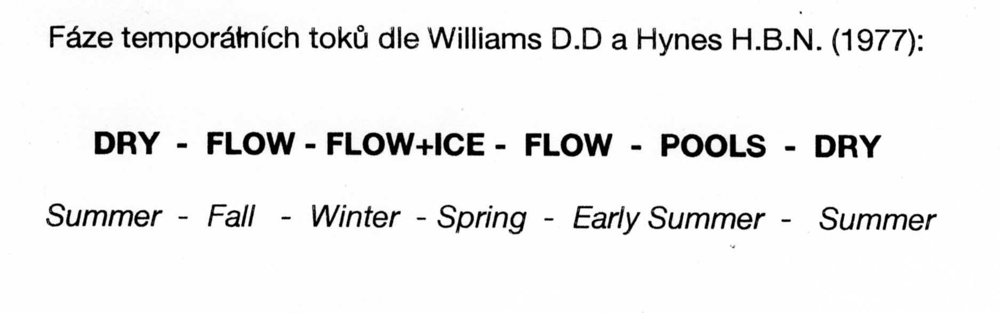 Fáze temporálních toků dle Williams D.D a Hynes H.B.N. (1977):
DRY - FLOW - FLOW+ICE - FLOW - POOLS - DRY
Summer - Fall - Winter - Spring - Early Summer - Summer